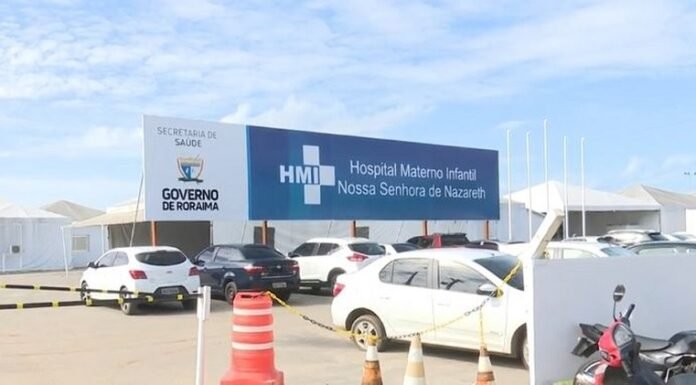 SECRETARIA DE
SAÚDE
GOVERNO
DE RORAIMA
HMI
Hospital Materno Infantil
Nossa Senhora de Nazareth